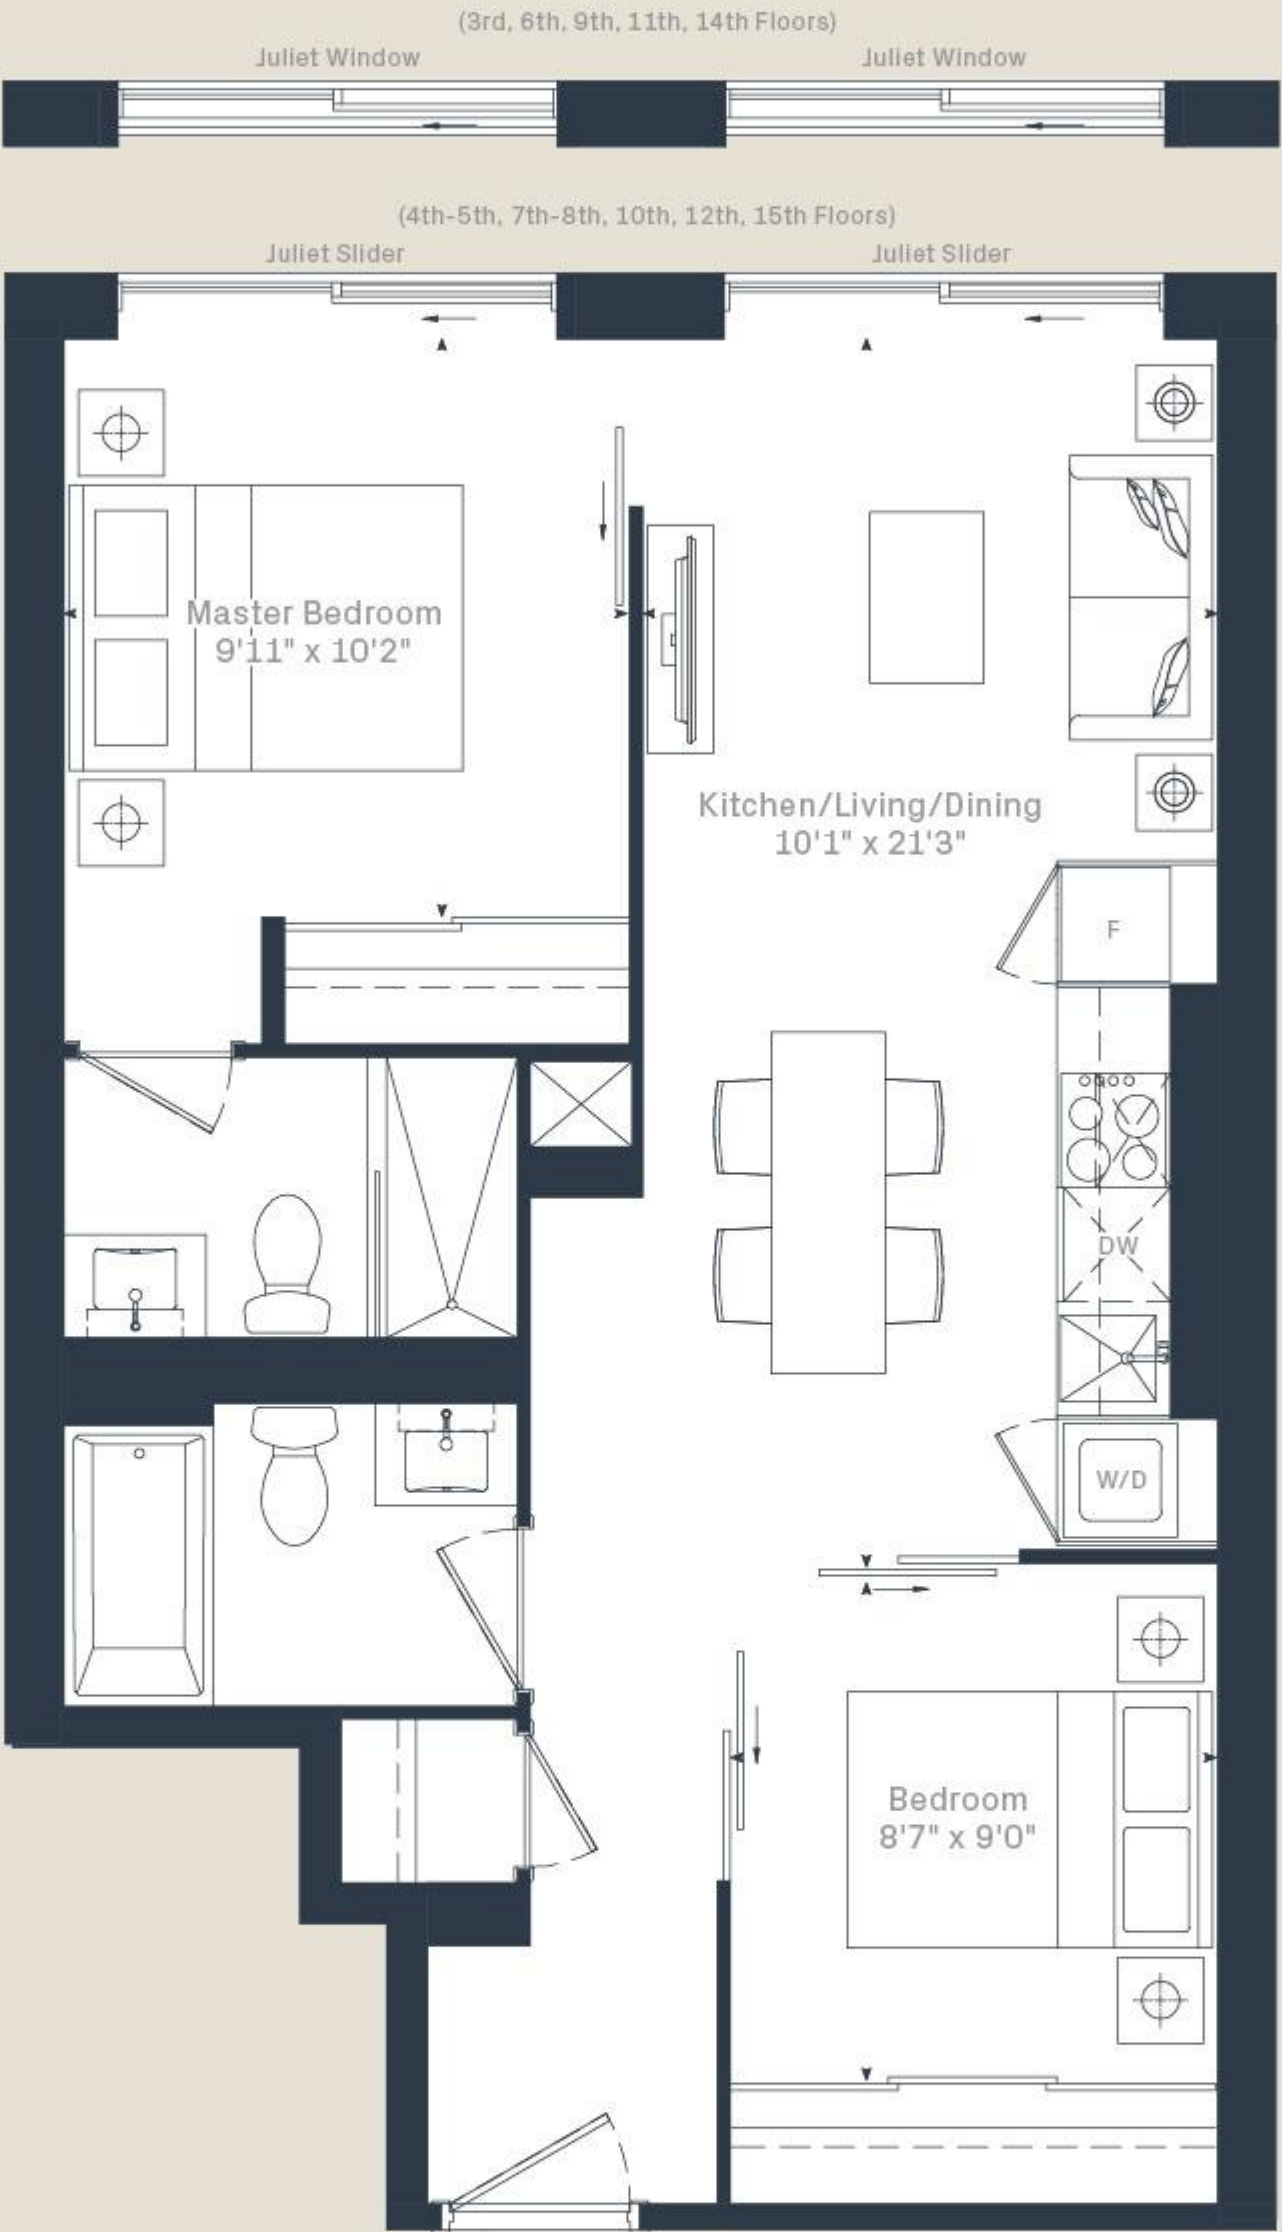 (3rd, 6th, 9th, 11th, 14th Floors)
Juliet Window
Juliet Window
(4th-5th, 7th-8th, 10th, 12th, 15th Floors)
Juliet Slider
Juliet Slider
Master Bedroom
9'11" x 10'2"
Kitchen/Living/Dining
10'1" x 21'3"
F
DW
W/D
Bedroom
8'7" x 9'0"